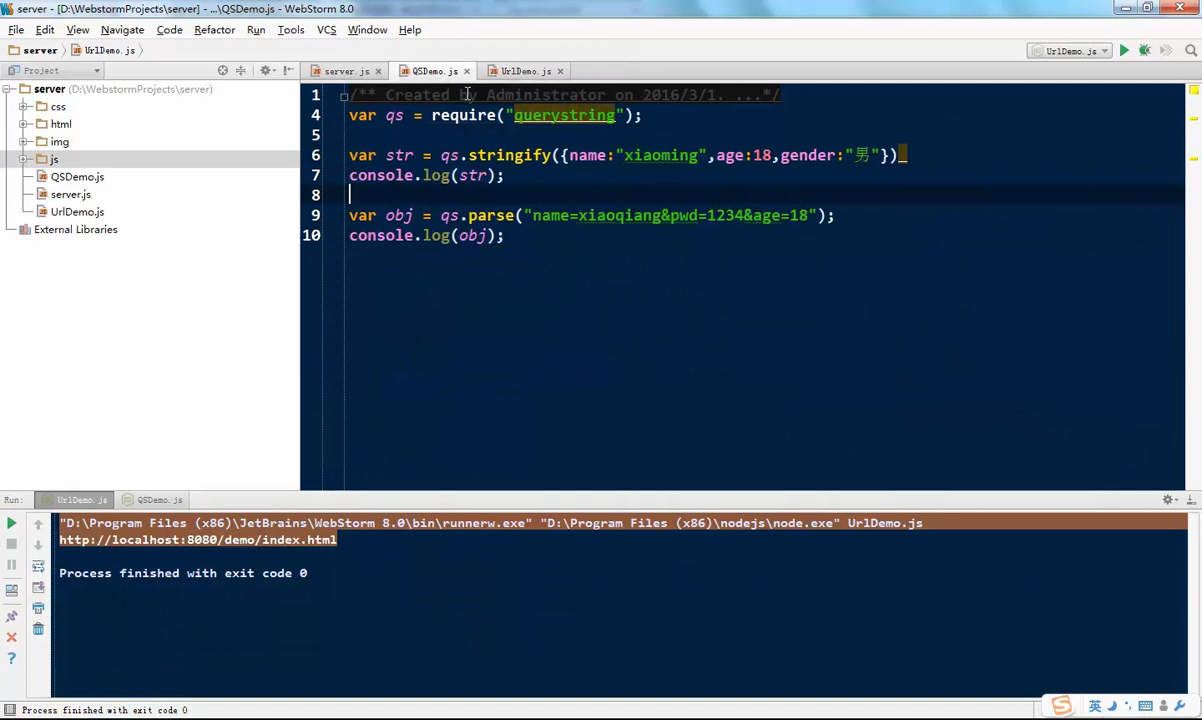 server - [D:\WebstormProjects\server] - ...\QSDemo.js - WebStorm 8.0
File Edit View Navigate Code Refactor Run Tools VCS Window Help
server UrlDemo.js UrlDemo.js
Project server.js QSDemo.js UrlDemo.js
server (D:\WebstormProjects\server)
css
html
img
js
QSDemo.js
server.js
UrlDemo.js
External Libraries
1 /** Created by Administrator on 2016/3/1. ...*/
4 var qs = require("querystring");
5
6 var str = qs.stringify({name:"xiaoming",age:18,gender:"男"})
7 console.log(str);
8
9 var obj = qs.parse("name=xiaoqiang&pwd=1234&age=18");
10 console.log(obj);
Run: UrlDemo.js QSDemo.js
"D:\Program Files (x86)\JetBrains\WebStorm 8.0\bin\runnerw.exe" "D:\Program Files (x86)\nodejs\node.exe" UrlDemo.js
http://localhost:8080/demo/index.html
Process finished with exit code 0
Process finished with exit code 0
英